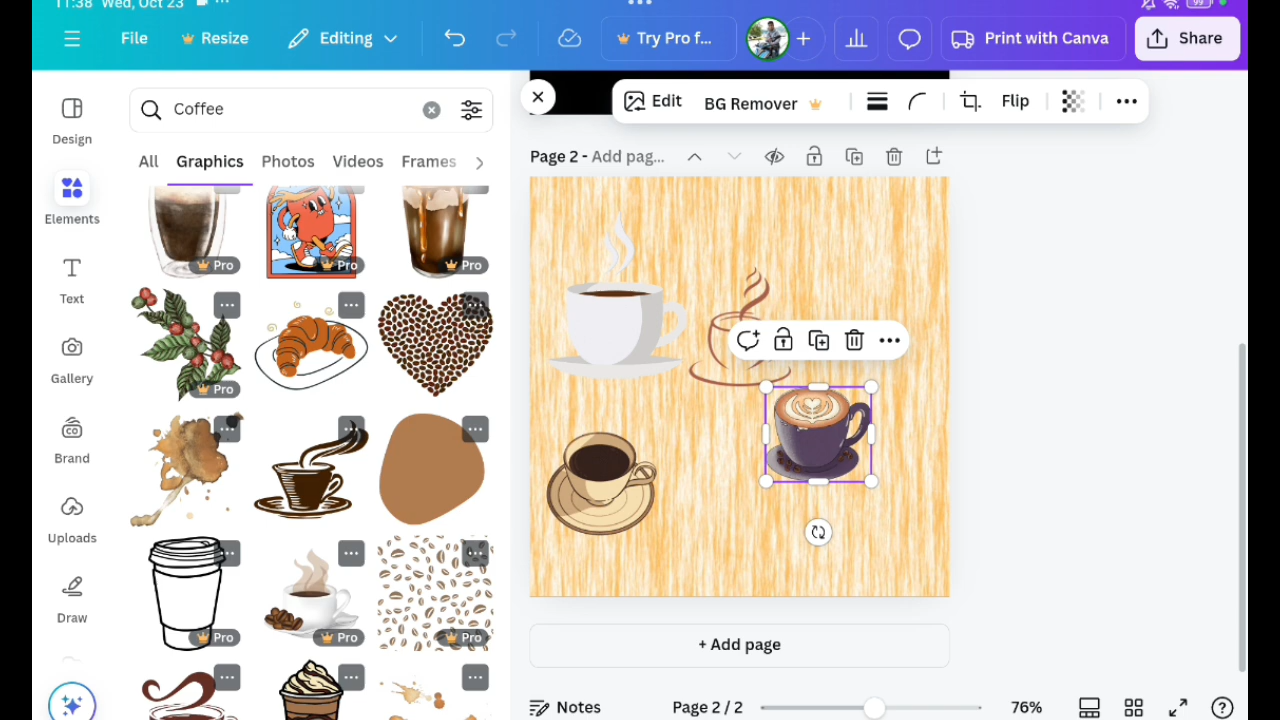 11:38 Wed, Oct 23
99
File
Resize
Editing
Try Pro f...
Print with Canva
Share
Design
Elements
Text
Gallery
Brand
Uploads
Draw
Coffee
All Graphics Photos Videos Frames
Pro Pro Pro
Pro
Pro Pro Pro
Edit BG Remover Flip
Page 2 - Add pag...
+ Add page
Notes
Page 2 / 2
76%